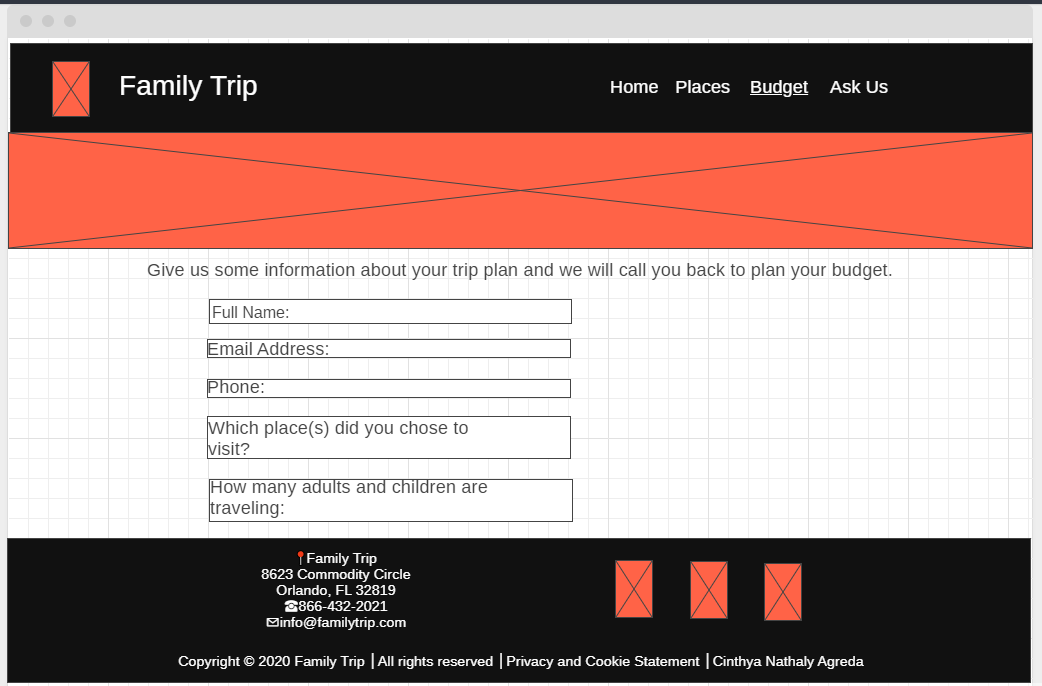 Family Trip
Home Places Budget Ask Us
Give us some information about your trip plan and we will call you back to plan your budget.
Full Name:
Email Address:
Phone:
Which place(s) did you chose to
visit?
How many adults and children are
traveling:
📍Family Trip
8623 Commodity Circle
Orlando, FL 32819
☎866-432-2021
✉info@familytrip.com
Copyright © 2020 Family Trip | All rights reserved | Privacy and Cookie Statement | Cinthya Nathaly Agreda